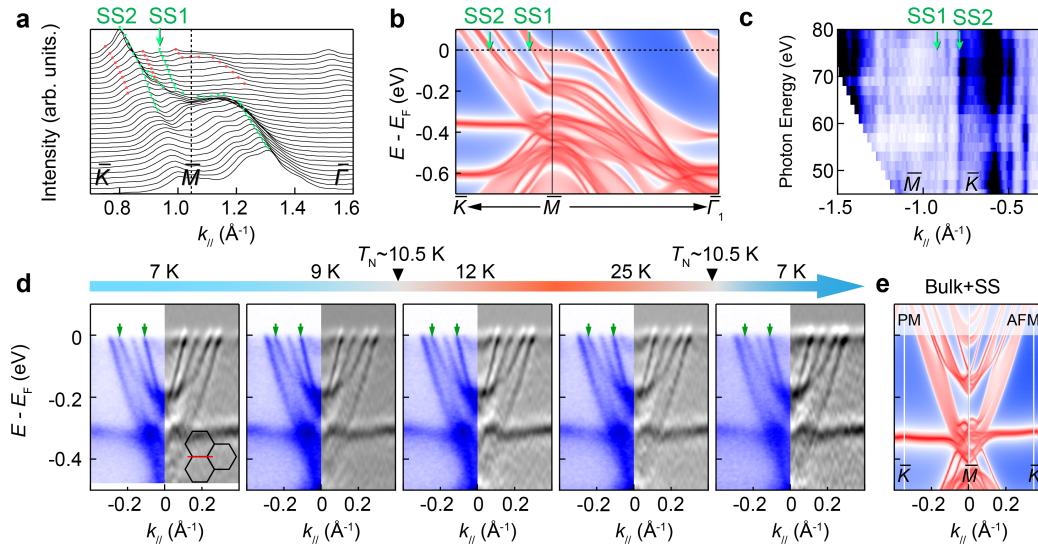 a
SS2 SS1
Intensity (arb. units.)
K̅ M̅ Γ̅
0.8 1.0 1.2 1.4 1.6
k// (Å-1)
b
SS2 SS1
E - EF (eV)
0
-0.2
-0.4
-0.6
K̅ M̅ Γ̅1
c
SS1 SS2
Photon Energy (eV)
80
70
60
50
M̅ K̅
-1.5 -1.0 -0.5
k// (Å-1)
d
TN~10.5 K TN~10.5 K
7 K 9 K 12 K 25 K 7 K
E - EF (eV)
0
-0.2
-0.4
-0.2 0 0.2 -0.2 0 0.2 -0.2 0 0.2 -0.2 0 0.2 -0.2 0 0.2
k// (Å-1) k// (Å-1) k// (Å-1) k// (Å-1) k// (Å-1)
e
Bulk+SS
PM AFM
K̅ M̅ K̅
-0.2 0 0.2
k// (Å-1)